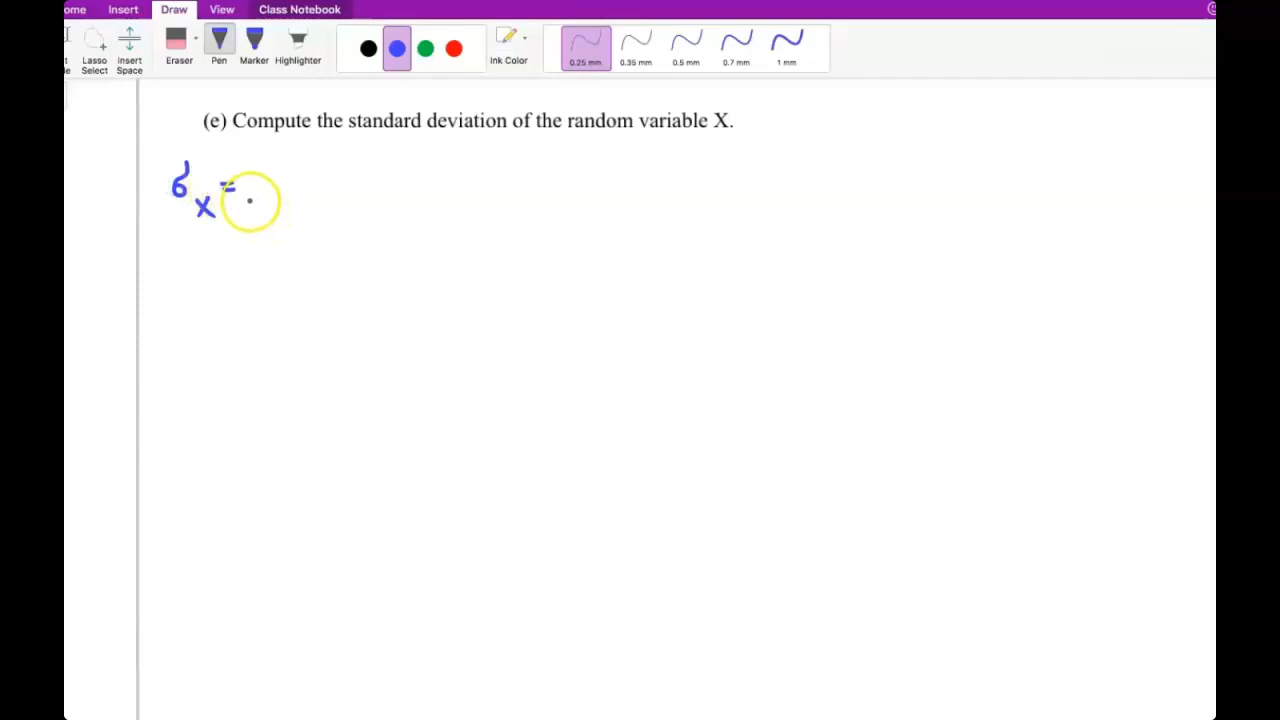 ome Insert Draw View Class Notebook
Lasso Select Insert Space Eraser Pen Marker Highlighter Ink Color 0.25 mm 0.35 mm 0.5 mm 0.7 mm 1 mm
(e) Compute the standard deviation of the random variable X.
σ_X =